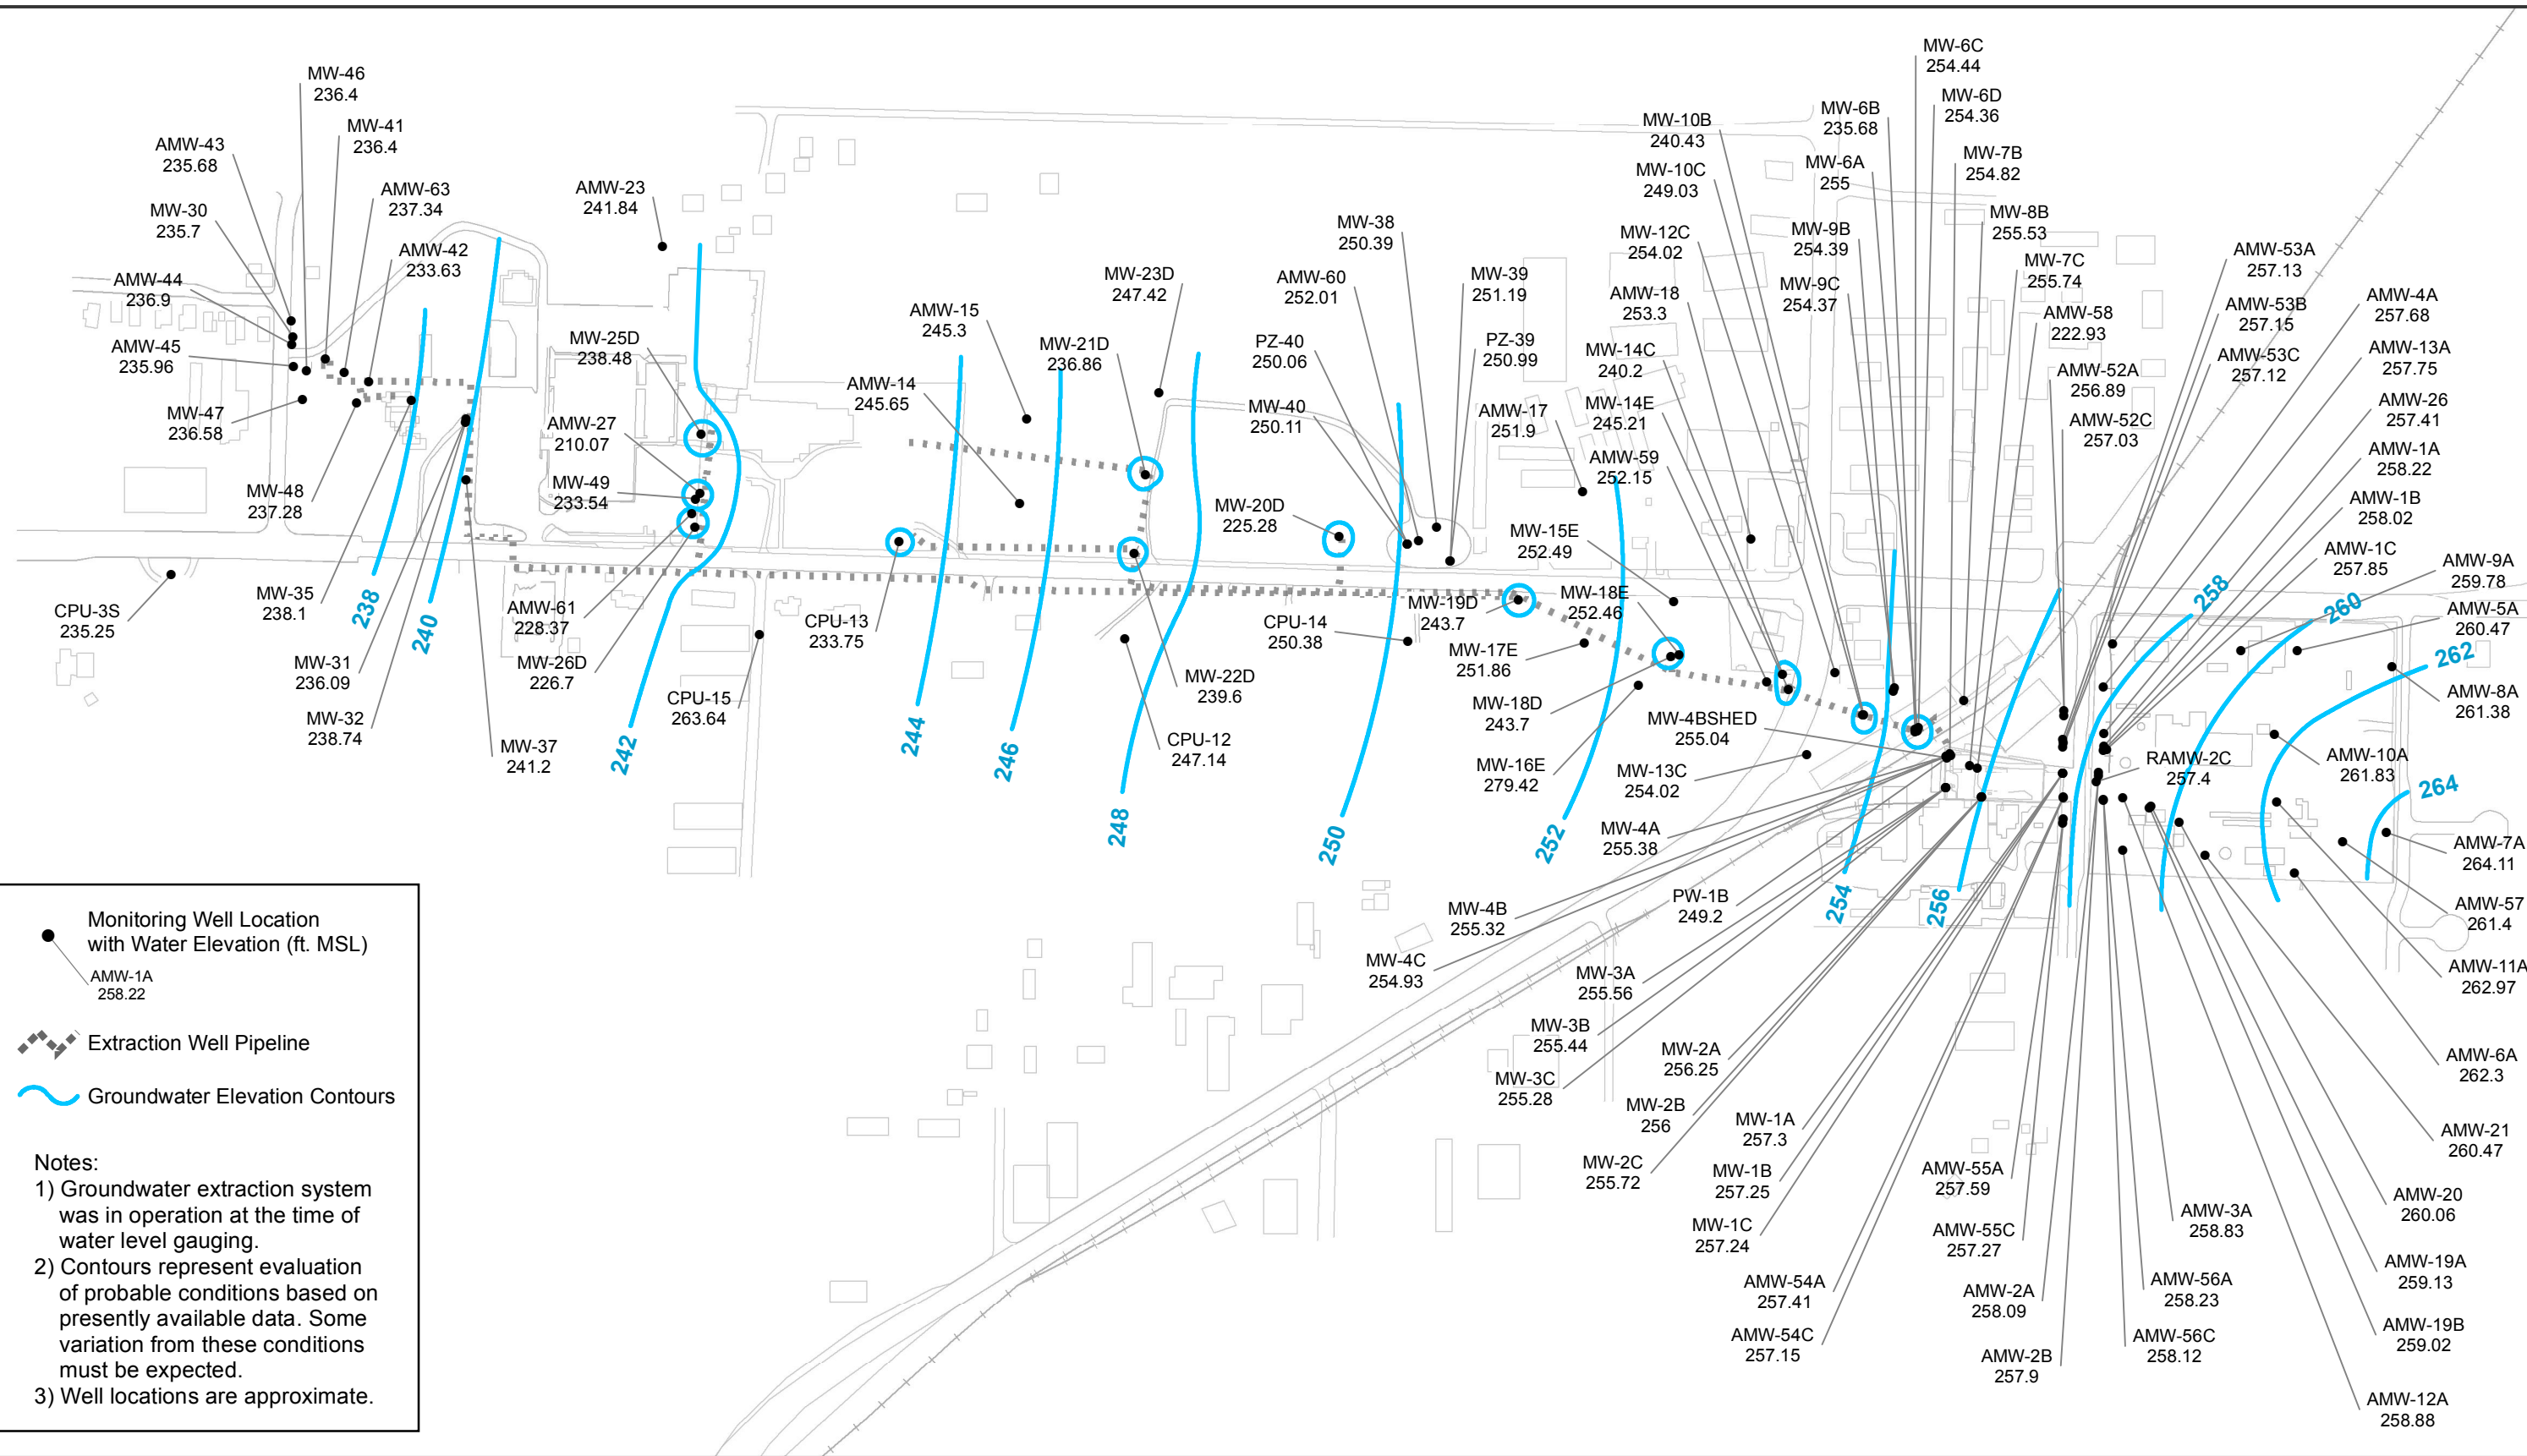 MW-46
236.4
MW-41
236.4
AMW-43
235.68
AMW-63
237.34
MW-30
235.7
AMW-42
233.63
AMW-44
236.9
AMW-45
235.96
MW-47
236.58
MW-48
237.28
MW-35
238.1
CPU-3S
235.25
MW-31
236.09
MW-32
238.74
MW-37
241.2
238
240
AMW-23
241.84
MW-25D
238.48
AMW-27
210.07
MW-49
233.54
AMW-61
228.37
MW-26D
226.7
242
CPU-15
263.64
CPU-13
233.75
AMW-15
245.3
AMW-14
245.65
MW-21D
236.86
MW-23D
247.42
244
246
248
MW-22D
239.6
CPU-12
247.14
MW-38
250.39
AMW-60
252.01
MW-39
251.19
PZ-40
250.06
PZ-39
250.99
MW-40
250.11
MW-20D
225.28
CPU-14
250.38
250
MW-19D
243.7
MW-17E
251.86
MW-18D
243.7
MW-16E
279.42
252
AMW-17
251.9
MW-15E
252.49
MW-18E
252.46
MW-6C
254.44
MW-6D
254.36
MW-6B
235.68
MW-10B
240.43
MW-7B
254.82
MW-6A
255
MW-10C
249.03
MW-8B
255.53
MW-9B
254.39
MW-12C
254.02
MW-7C
255.74
MW-9C
254.37
AMW-18
253.3
AMW-58
222.93
MW-14C
240.2
MW-14E
245.21
AMW-59
252.15
AMW-52A
256.89
AMW-52C
257.03
AMW-53A
257.13
AMW-53B
257.15
AMW-53C
257.12
AMW-4A
257.68
AMW-13A
257.75
AMW-26
257.41
AMW-1A
258.22
AMW-1B
258.02
AMW-1C
257.85
AMW-9A
259.78
AMW-5A
260.47
258
260
262
AMW-8A
261.38
AMW-10A
261.83
RAMW-2C
257.4
264
AMW-7A
264.11
AMW-57
261.4
AMW-11A
262.97
AMW-6A
262.3
AMW-21
260.47
AMW-20
260.06
AMW-19A
259.13
AMW-19B
259.02
AMW-12A
258.88
MW-4BSHED
255.04
MW-13C
254.02
MW-4A
255.38
254
256
PW-1B
249.2
MW-4B
255.32
MW-4C
254.93
MW-3A
255.56
MW-3B
255.44
MW-3C
255.28
MW-2A
256.25
MW-2B
256
MW-2C
255.72
MW-1A
257.3
MW-1B
257.25
MW-1C
257.24
AMW-54A
257.41
AMW-54C
257.15
AMW-55A
257.59
AMW-55C
257.27
AMW-2A
258.09
AMW-2B
257.9
AMW-3A
258.83
AMW-56A
258.23
AMW-56C
258.12
Monitoring Well Location
with Water Elevation (ft. MSL)
AMW-1A
258.22
Extraction Well Pipeline
Groundwater Elevation Contours
Notes:
1) Groundwater extraction system
was in operation at the time of
water level gauging.
2) Contours represent evaluation
of probable conditions based on
presently available data. Some
variation from these conditions
must be expected.
3) Well locations are approximate.